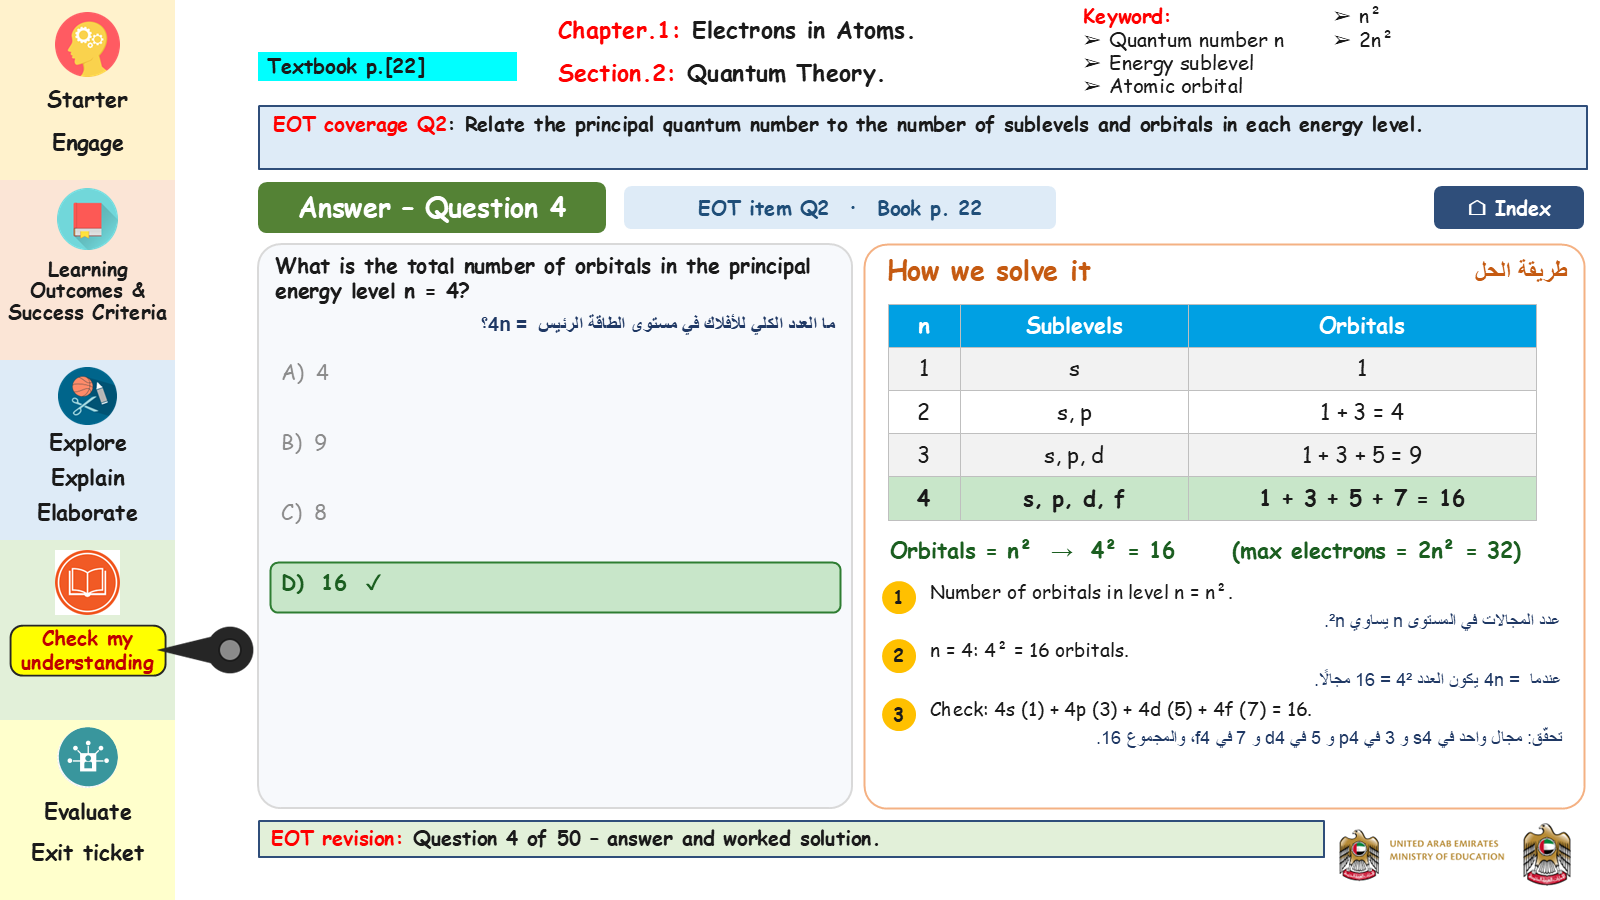 Starter
Engage
Learning
Outcomes &
Success Criteria
Explore
Explain
Elaborate
Check my
understanding
Evaluate
Exit ticket
Textbook p.[22]
Chapter.1: Electrons in Atoms.
Section.2: Quantum Theory.
Keyword:
➢ Quantum number n
➢ Energy sublevel
➢ Atomic orbital
➢ n²
➢ 2n²
EOT coverage Q2: Relate the principal quantum number to the number of sublevels and orbitals in each energy level.
Answer – Question 4
EOT item Q2 · Book p. 22
☖ Index
What is the total number of orbitals in the principal
energy level n = 4?
ما العدد الكلي للأفلاك في مستوى الطاقة الرئيس = 4n؟
A) 4
B) 9
C) 8
D) 16 ✓
How we solve it
طريقة الحل
n Sublevels Orbitals
1 s 1
2 s, p 1 + 3 = 4
3 s, p, d 1 + 3 + 5 = 9
4 s, p, d, f 1 + 3 + 5 + 7 = 16
Orbitals = n² → 4² = 16 (max electrons = 2n² = 32)
1 Number of orbitals in level n = n².
عدد المجالات في المستوى n يساوي n².
2 n = 4: 4² = 16 orbitals.
عندما = 4n يكون العدد 4² = 16 مجالًا.
3 Check: 4s (1) + 4p (3) + 4d (5) + 4f (7) = 16.
تحقّق: مجال واحد في s4 و 3 في p4 و 5 في d4 و 7 في f4، والمجموع 16.
EOT revision: Question 4 of 50 – answer and worked solution.
UNITED ARAB EMIRATES
MINISTRY OF EDUCATION